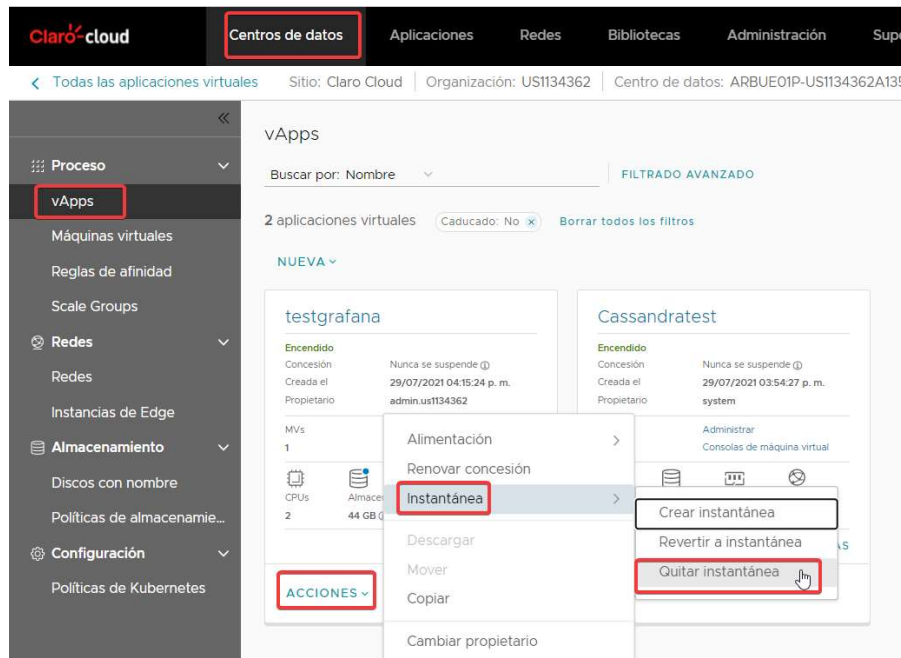 Claro-cloud
Centros de datos Aplicaciones Redes Bibliotecas Administración
Todas las aplicaciones virtuales Sitio: Claro Cloud Organización: US1134362 Centro de datos: ARBUE01P-US1134362A135
vApps
Buscar por: Nombre FILTRADO AVANZADO
2 aplicaciones virtuales Caducado: No × Borrar todos los filtros
NUEVA
Proceso
vApps
Máquinas virtuales
Reglas de afinidad
Scale Groups
Redes
Redes
Instancias de Edge
Almacenamiento
Discos con nombre
Políticas de almacenamie...
Configuración
Políticas de Kubernetes
testgrafana
Encendido
Concesión Nunca se suspende
Creada el 29/07/2021 04:15:24 p. m.
Propietario admin.us1134362
MVs
1
CPUs
2 44 GB
ACCIONES
Cassandratest
Encendido
Concesión Nunca se suspende
Creada el 29/07/2021 03:54:27 p. m.
Propietario system
Administrar
Consolas de máquina virtual
Alimentación
Renovar concesión
Instantánea
Descargar
Mover
Copiar
Cambiar propietario
Crear instantánea
Revertir a instantánea
Quitar instantánea